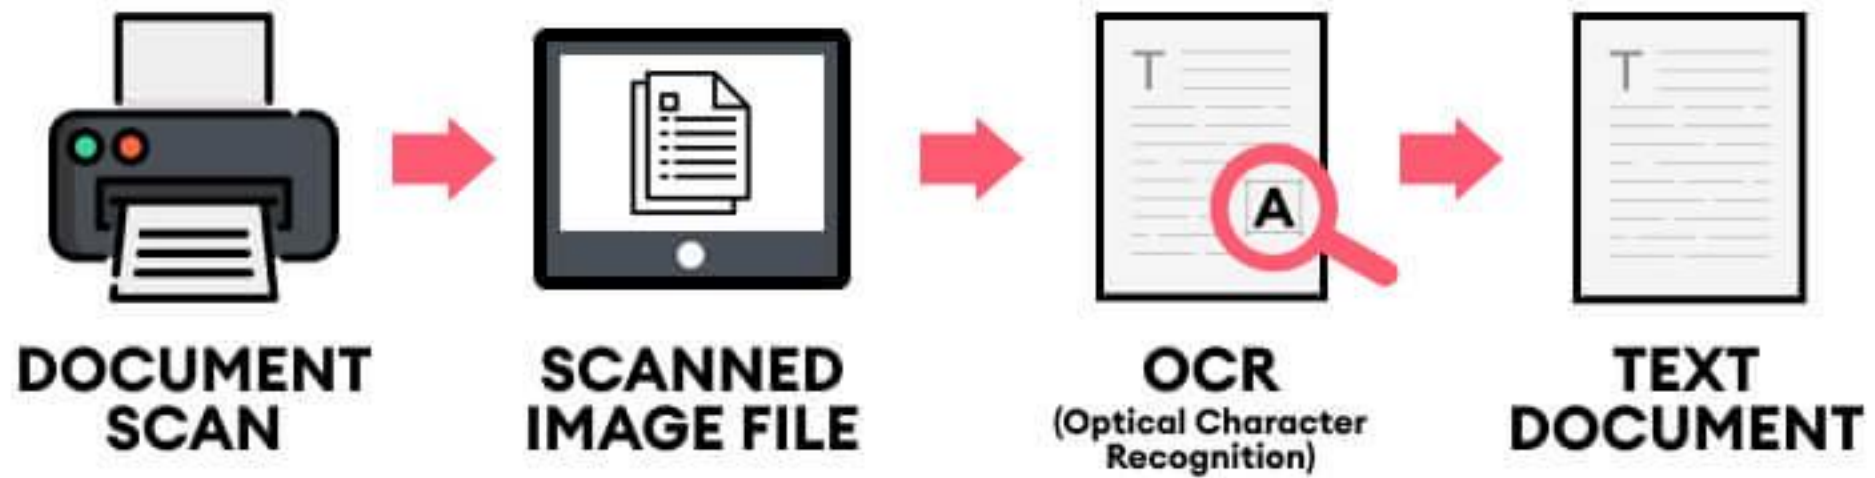 T
A
T
DOCUMENT
SCAN
SCANNED
IMAGE FILE
OCR
(Optical Character
Recognition)
TEXT
DOCUMENT